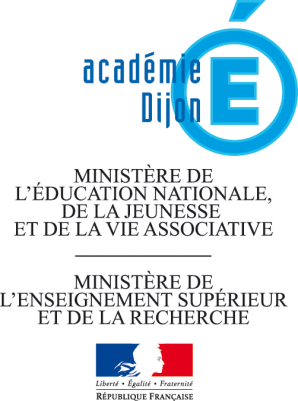 académie
Dijon
É
MINISTÈRE DE
L'ÉDUCATION NATIONALE,
DE LA JEUNESSE
ET DE LA VIE ASSOCIATIVE
MINISTÈRE DE
L'ENSEIGNEMENT SUPÉRIEUR
ET DE LA RECHERCHE
Liberté • Égalité • Fraternité
RÉPUBLIQUE FRANÇAISE